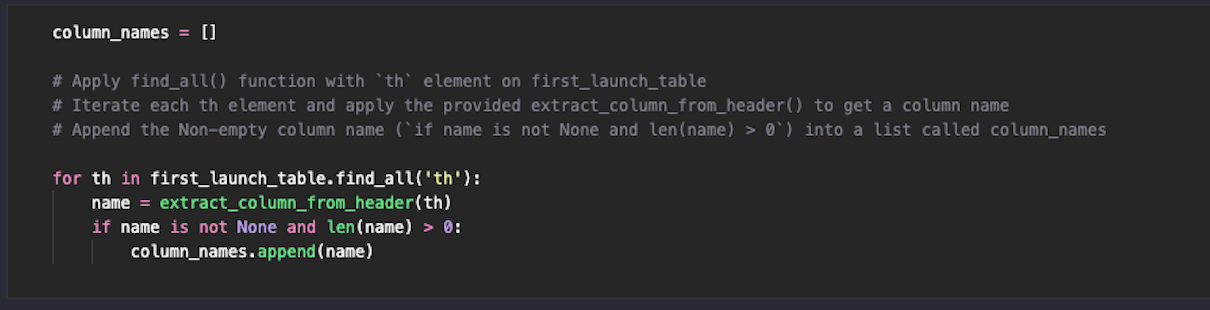 column_names = []
# Apply find_all() function with `th` element on first_launch_table
# Iterate each th element and apply the provided extract_column_from_header() to get a column name
# Append the Non-empty column name (`if name is not None and len(name) > 0`) into a list called column_names
for th in first_launch_table.find_all('th'):
    name = extract_column_from_header(th)
    if name is not None and len(name) > 0:
        column_names.append(name)